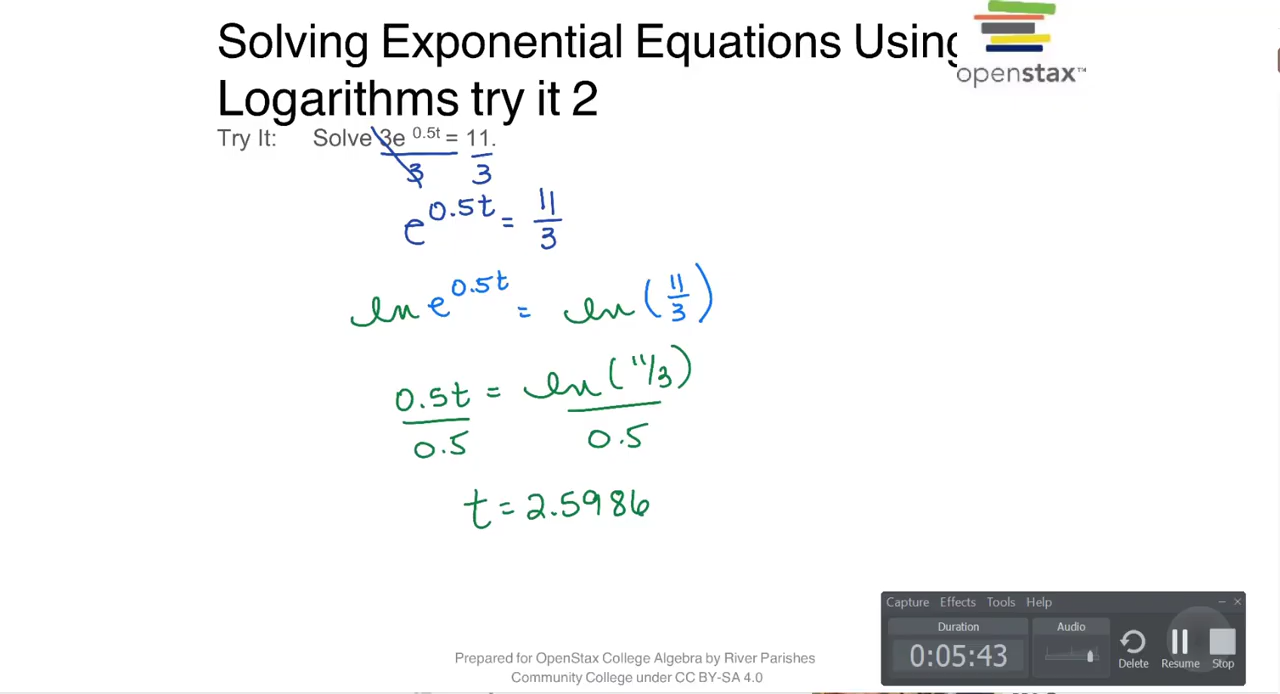 Solving Exponential Equations Using
Logarithms try it 2
openstax™
Try It: Solve 3e^0.5t = 11.
3 3
e^0.5t = 11/3
ln e^0.5t = ln (11/3)
0.5t = ln (11/3)
0.5 0.5
t = 2.5986
Capture Effects Tools Help
Duration Audio
0:05:43
Delete Resume Stop
Prepared for OpenStax College Algebra by River Parishes
Community College under CC BY-SA 4.0